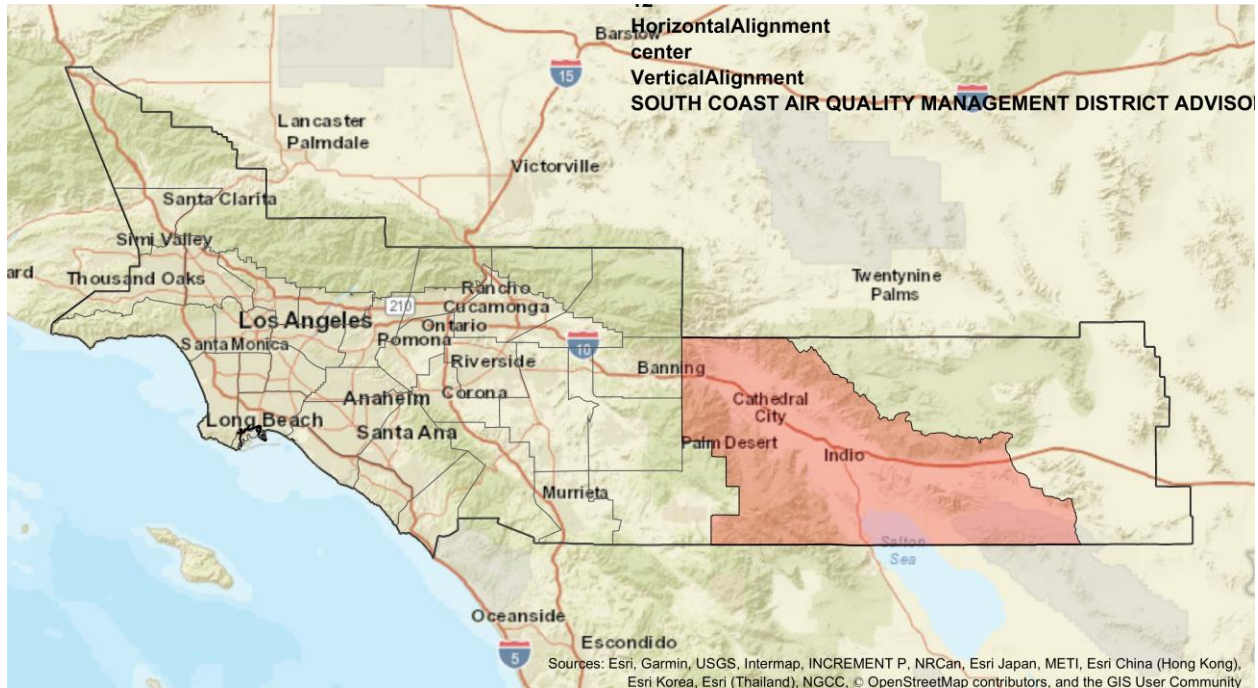 HorizontalAlignment
Barstow
center
15
VerticalAlignment
SOUTH COAST AIR QUALITY MANAGEMENT DISTRICT ADVISO
Lancaster
Palmdale
Victorville
Santa Clarita
Simi Valley
ard
Thousand Oaks
Twentynine
Palms
210
Rancho
Cucamonga
Los Angeles
Ontario
Santa Monica
Pomona
10
Riverside
Banning
Anaheim
Corona
Cathedral
City
Long Beach
Santa Ana
Palm Desert
Indio
Murrieta
Salton
Sea
Oceanside
Escondido
5
Sources: Esri, Garmin, USGS, Intermap, INCREMENT P, NRCan, Esri Japan, METI, Esri China (Hong Kong),
Esri Korea, Esri (Thailand), NGCC, © OpenStreetMap contributors, and the GIS User Community